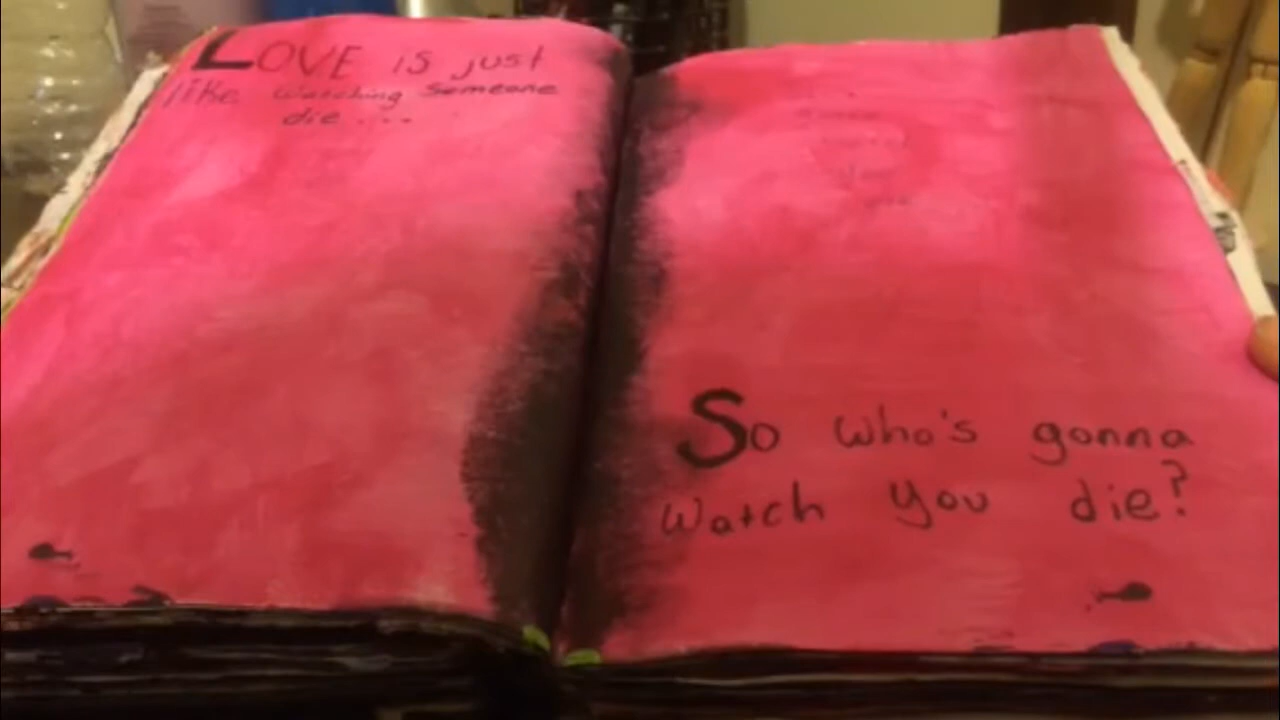 LOVE is just
like watching someone
die....
So who's gonna
watch you die?